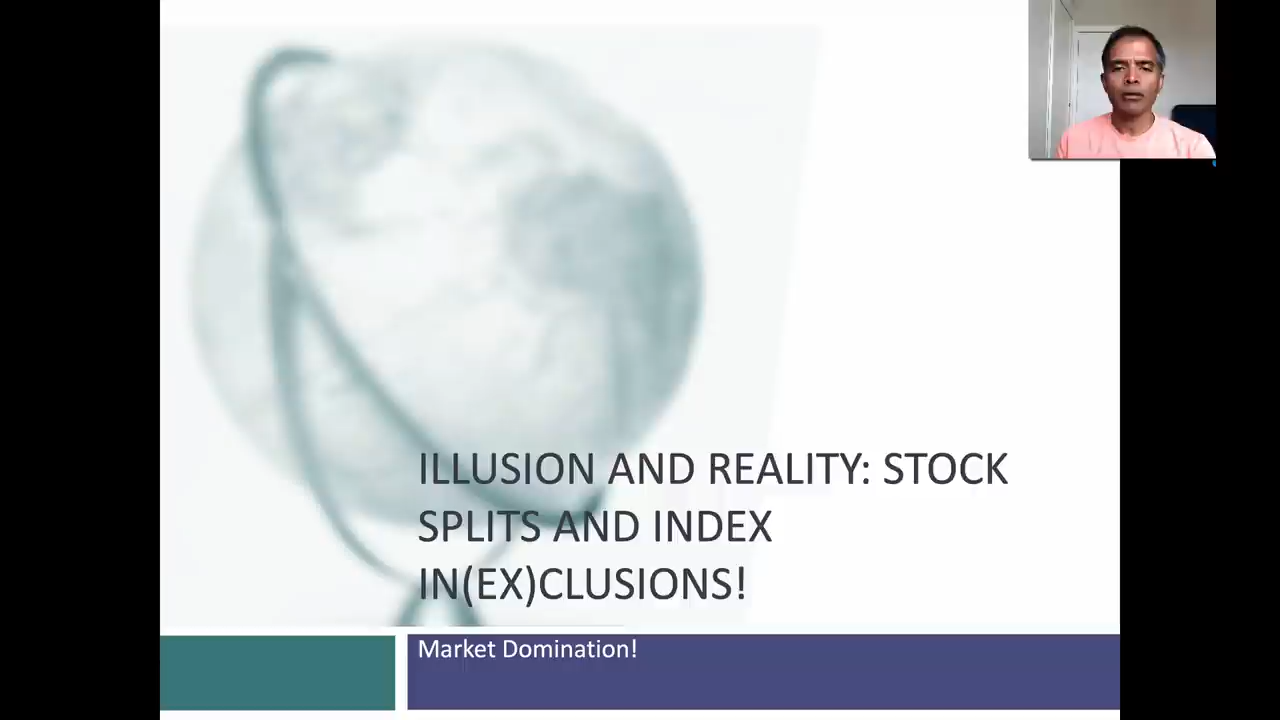 ILLUSION AND REALITY: STOCK
SPLITS AND INDEX
IN(EX)CLUSIONS!
Market Domination!